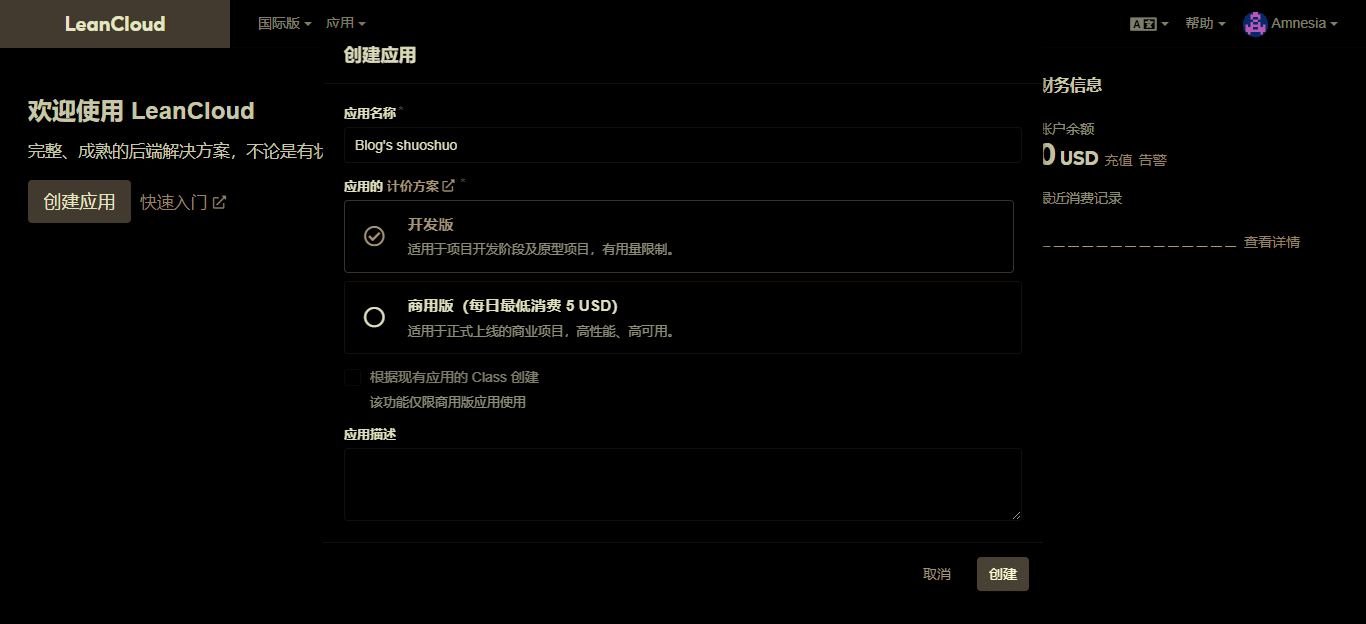 LeanCloud
国际版 应用
帮助 Amnesia
创建应用
应用名称*
Blog's shuoshuo
应用的 计价方案 *
开发版
适用于项目开发阶段及原型项目，有用量限制。
商用版（每日最低消费 5 USD）
适用于正式上线的商业项目，高性能、高可用。
根据现有应用的 Class 创建
该功能仅限商用版应用使用
应用描述
取消 创建
欢迎使用 LeanCloud
完整、成熟的后端解决方案，不论是有状
创建应用 快速入门
财务信息
账户余额
0 USD 充值 告警
最近消费记录
查看详情